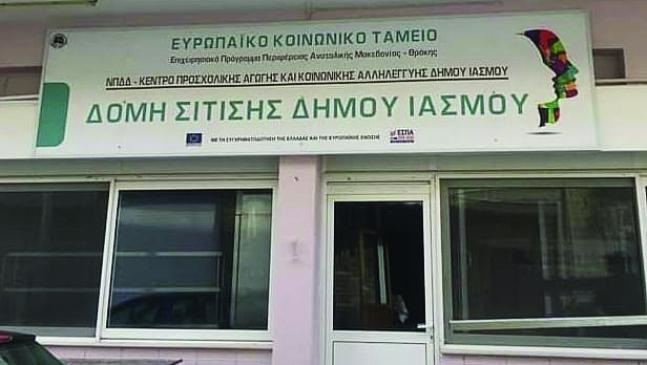 ΕΥΡΩΠΑΪΚΟ ΚΟΙΝΩΝΙΚΟ ΤΑΜΕΙΟ
Επιχειρησιακό Πρόγραμμα Περιφέρειας Ανατολικής Μακεδονίας - Θράκης
ΝΠΔΔ - ΚΕΝΤΡΟ ΠΡΟΣΧΟΛΙΚΗΣ ΑΓΩΓΗΣ ΚΑΙ ΚΟΙΝΩΝΙΚΗΣ ΑΛΛΗΛΕΓΓΥΗΣ ΔΗΜΟΥ ΙΑΣΜΟΥ
ΔΟΜΗ ΣΙΤΙΣΗΣ ΔΗΜΟΥ ΙΑΣΜΟΥ
ΜΕ ΤΗ ΣΥΓΧΡΗΜΑΤΟΔΟΤΗΣΗ ΤΗΣ ΕΛΛΑΔΑΣ ΚΑΙ ΤΗΣ ΕΥΡΩΠΑΪΚΗΣ ΕΝΩΣΗΣ
ΕΣΠΑ